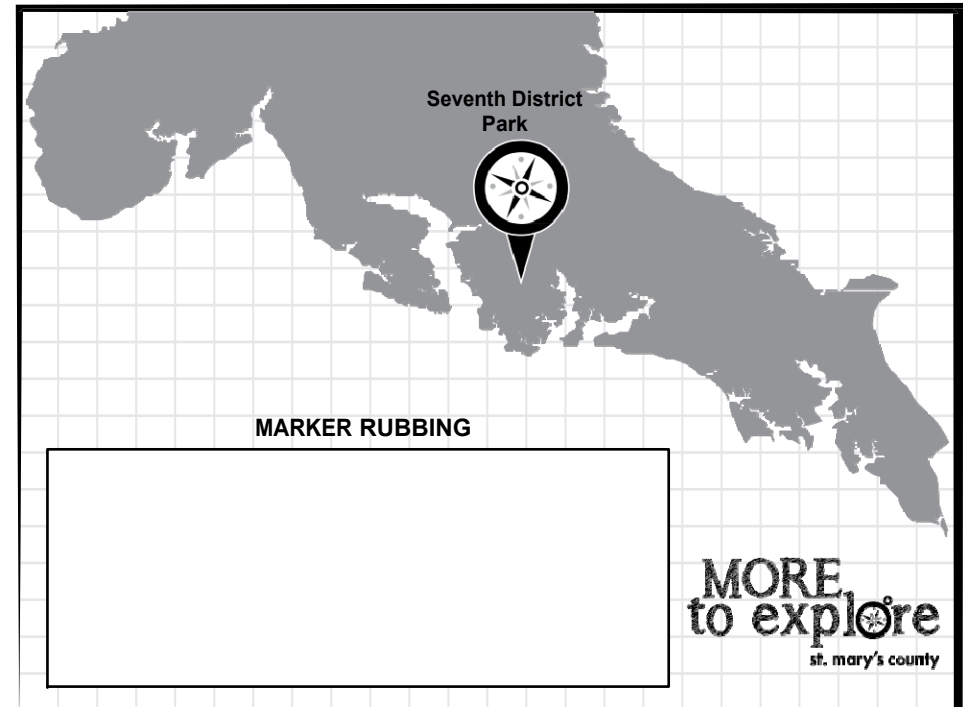 Seventh District
Park
MARKER RUBBING
MORE
to explore
st. mary's county